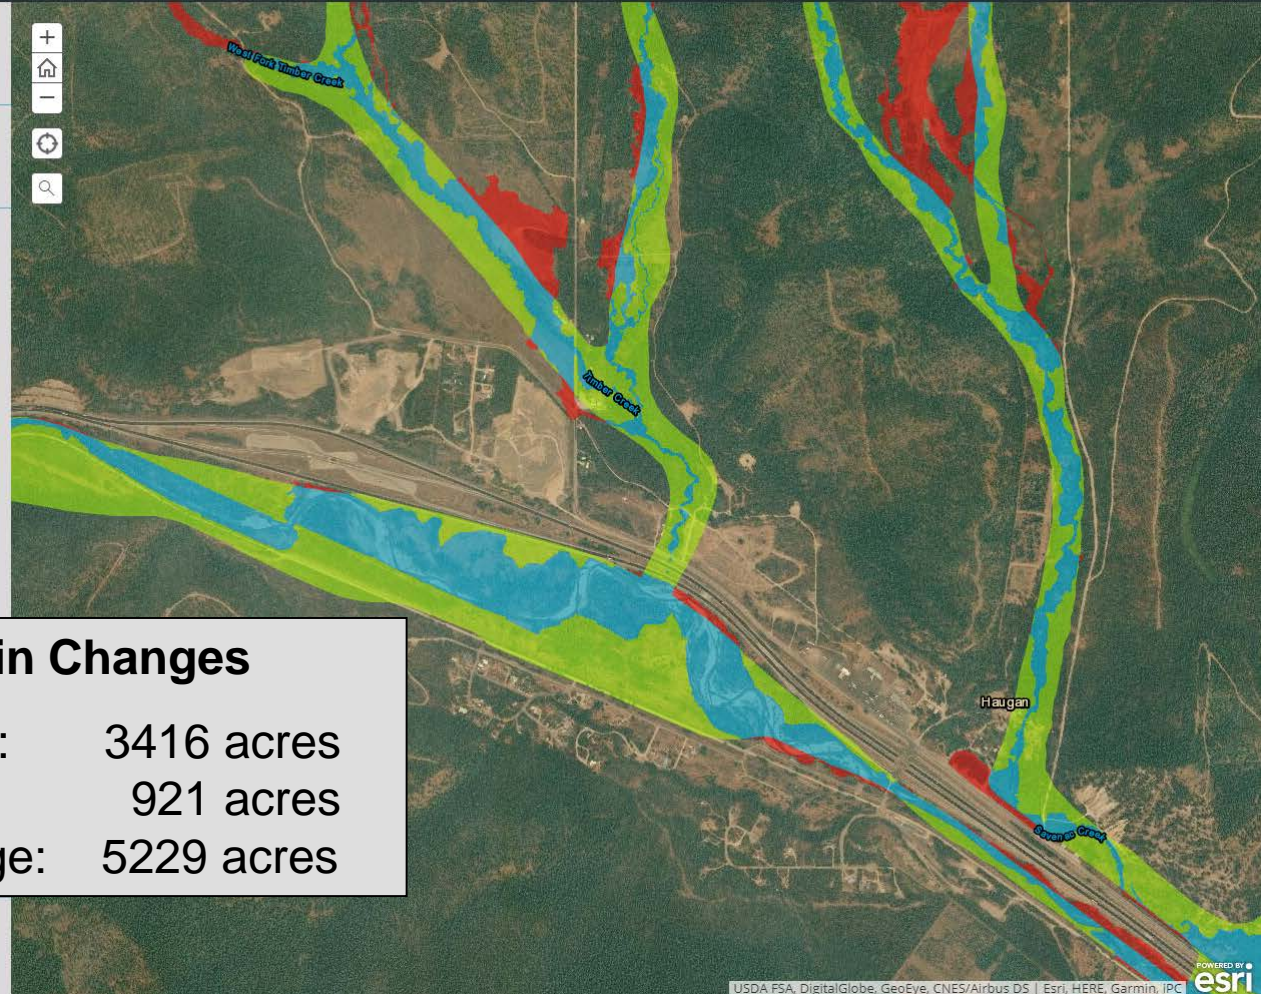 +
−
West Fork Timber Creek
Timber Creek
in Changes
: 3416 acres
921 acres
ge: 5229 acres
Haugan
Savenac Creek
USDA FSA, DigitalGlobe, GeoEye, CNES/Airbus DS | Esri, HERE, Garmin, iPC
POWERED BY
esri